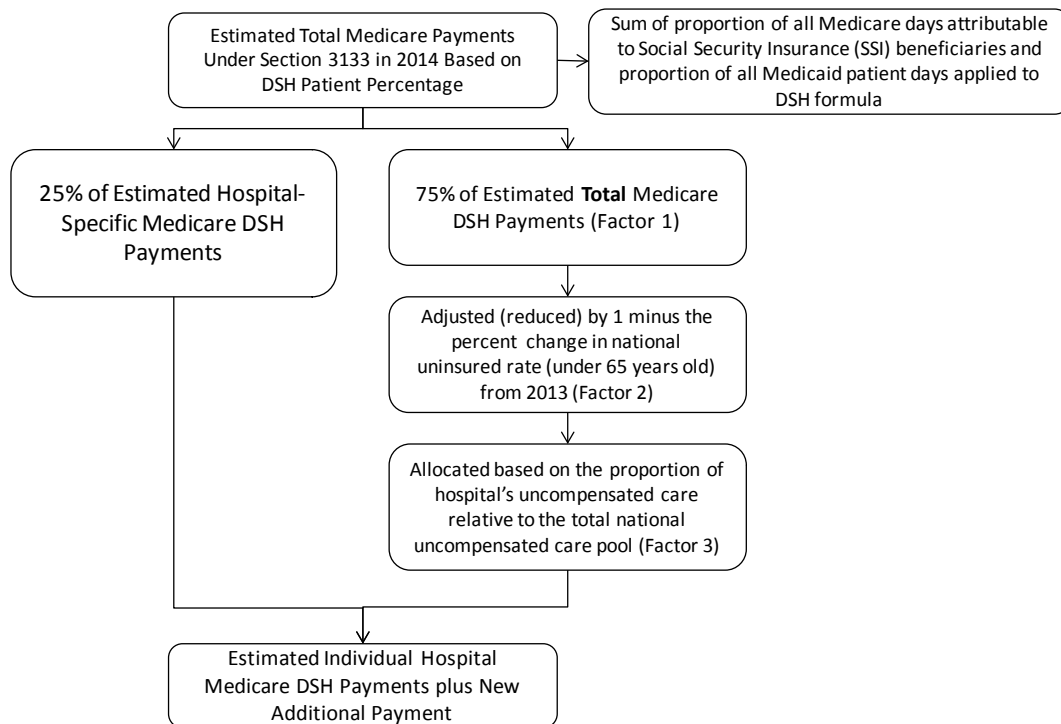 Estimated Total Medicare Payments
Under Section 3133 in 2014 Based on
DSH Patient Percentage
Sum of proportion of all Medicare days attributable
to Social Security Insurance (SSI) beneficiaries and
proportion of all Medicaid patient days applied to
DSH formula
25% of Estimated Hospital-
Specific Medicare DSH
Payments
75% of Estimated Total Medicare
DSH Payments (Factor 1)
Adjusted (reduced) by 1 minus the
percent change in national
uninsured rate (under 65 years old)
from 2013 (Factor 2)
Allocated based on the proportion of
hospital’s uncompensated care
relative to the total national
uncompensated care pool (Factor 3)
Estimated Individual Hospital
Medicare DSH Payments plus New
Additional Payment